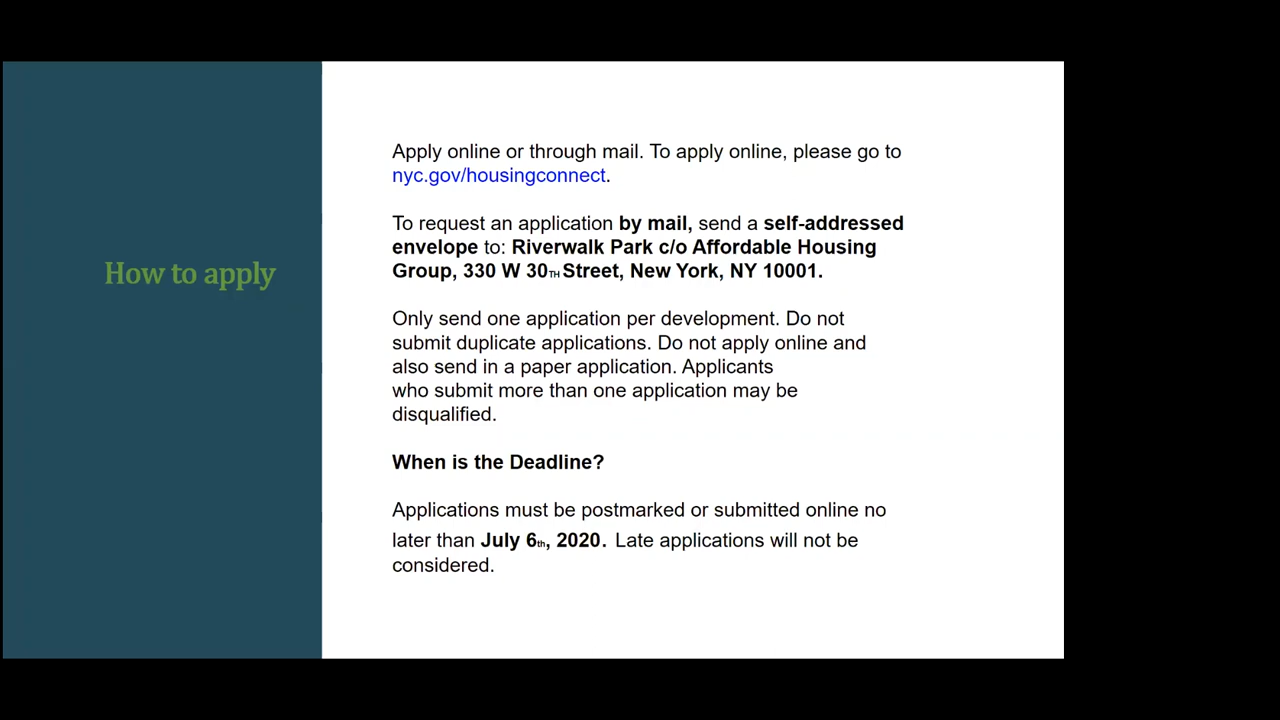 How to apply
Apply online or through mail. To apply online, please go to
nyc.gov/housingconnect.
To request an application by mail, send a self-addressed
envelope to: Riverwalk Park c/o Affordable Housing
Group, 330 W 30TH Street, New York, NY 10001.
Only send one application per development. Do not
submit duplicate applications. Do not apply online and
also send in a paper application. Applicants
who submit more than one application may be
disqualified.
When is the Deadline?
Applications must be postmarked or submitted online no
later than July 6th, 2020. Late applications will not be
considered.